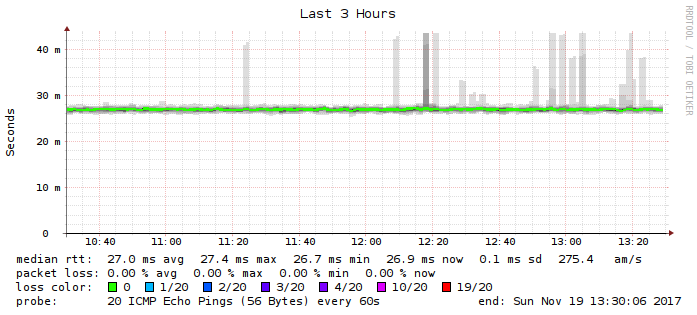 Last 3 Hours
RRDTOOL / TOBI OETIKER
Seconds
40 m
30 m
20 m
10 m
0
10:40 11:00 11:20 11:40 12:00 12:20 12:40 13:00 13:20
median rtt: 27.0 ms avg 27.4 ms max 26.7 ms min 26.9 ms now 0.1 ms sd 275.4 am/s
packet loss: 0.00 % avg 0.00 % max 0.00 % min 0.00 % now
loss color: 0 1/20 2/20 3/20 4/20 10/20 19/20
probe: 20 ICMP Echo Pings (56 Bytes) every 60s end: Sun Nov 19 13:30:06 2017